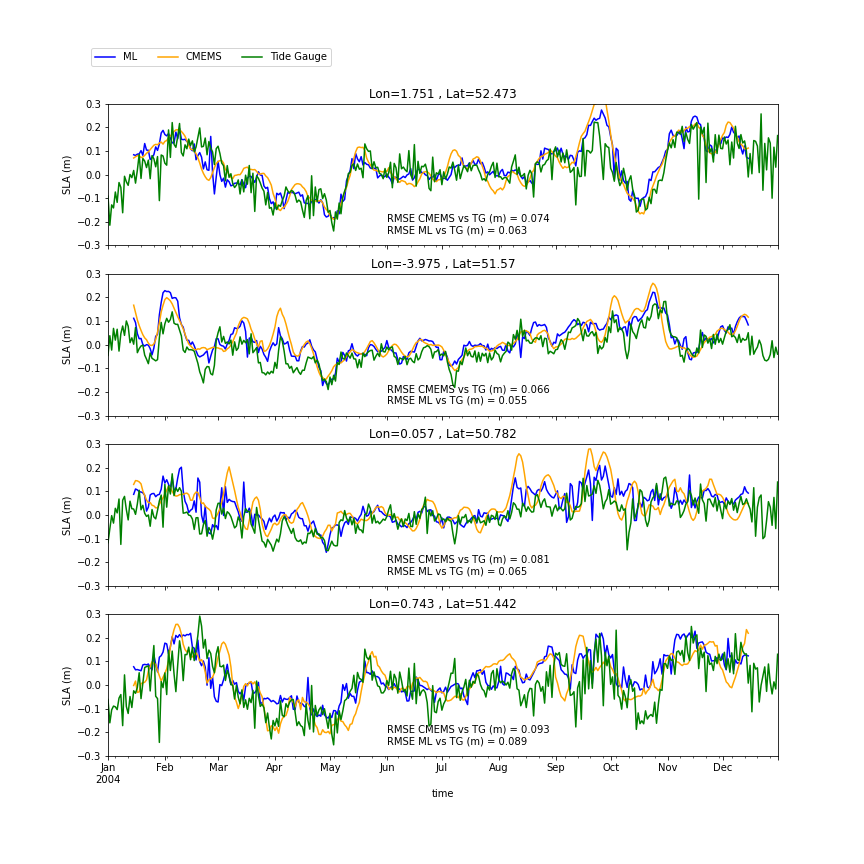 ML CMEMS Tide Gauge
Lon=1.751 , Lat=52.473
0.3
0.2
0.1
0.0
−0.1
−0.2
−0.3
SLA (m)
RMSE CMEMS vs TG (m) = 0.074
RMSE ML vs TG (m) = 0.063
Lon=-3.975 , Lat=51.57
0.3
0.2
0.1
0.0
−0.1
−0.2
−0.3
SLA (m)
RMSE CMEMS vs TG (m) = 0.066
RMSE ML vs TG (m) = 0.055
Lon=0.057 , Lat=50.782
0.3
0.2
0.1
0.0
−0.1
−0.2
−0.3
SLA (m)
RMSE CMEMS vs TG (m) = 0.081
RMSE ML vs TG (m) = 0.065
Lon=0.743 , Lat=51.442
0.3
0.2
0.1
0.0
−0.1
−0.2
−0.3
SLA (m)
RMSE CMEMS vs TG (m) = 0.093
RMSE ML vs TG (m) = 0.089
Jan Feb Mar Apr May Jun Jul Aug Sep Oct Nov Dec
2004
time